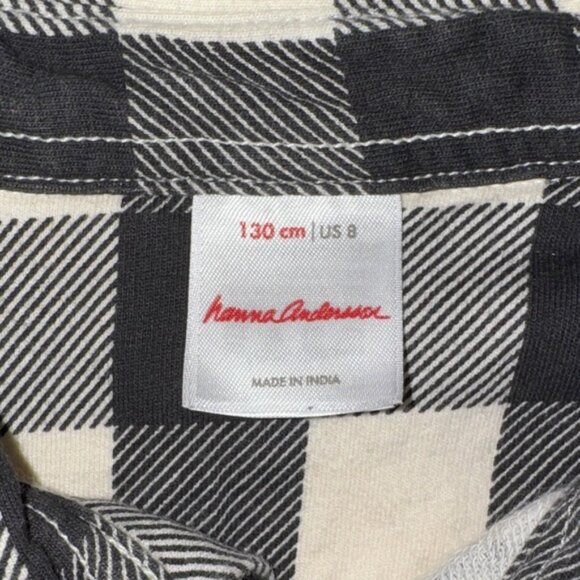 130 cm | US 8
hanna Andersson
MADE IN INDIA